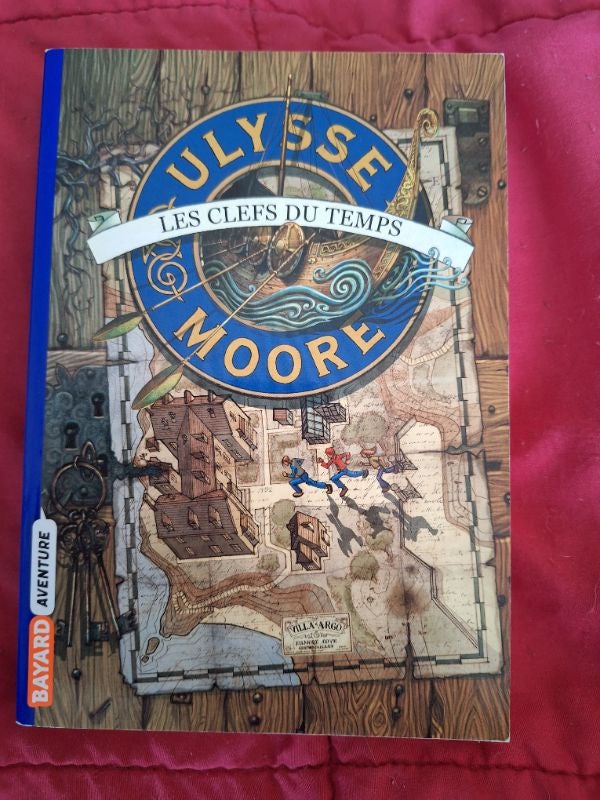 ULYSSE
LES CLEFS DU TEMPS
MOORE
VILLA-ARGO
BAYARD AVENTURE